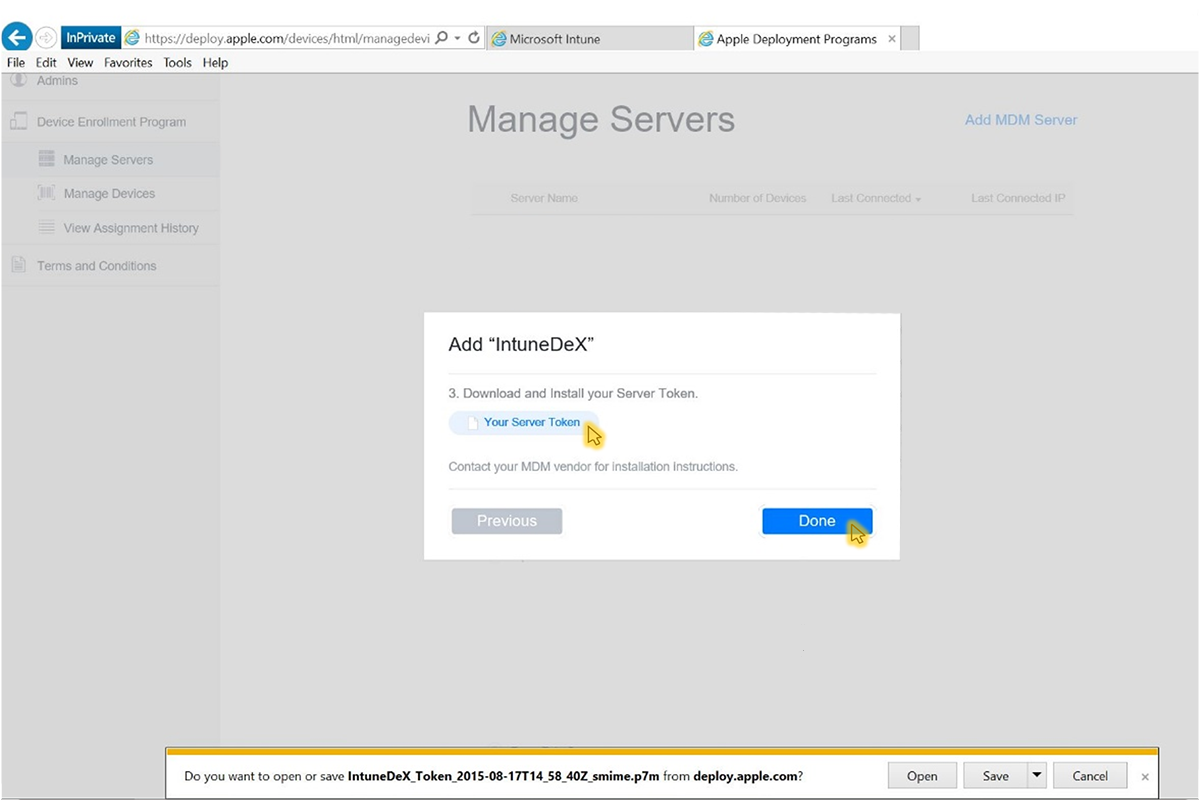 InPrivate https://deploy.apple.com/devices/html/managedevi Microsoft Intune Apple Deployment Programs
File Edit View Favorites Tools Help
Admins
Device Enrollment Program
Manage Servers
Manage Devices
View Assignment History
Terms and Conditions
Manage Servers
Add MDM Server
Server Name Number of Devices Last Connected Last Connected IP
Add “IntuneDeX”
3. Download and Install your Server Token.
Your Server Token
Contact your MDM vendor for installation Instructions.
Previous Done
Do you want to open or save IntuneDeX_Token_2015-08-17T14_58_40Z_smime.p7m from deploy.apple.com? Open Save Cancel